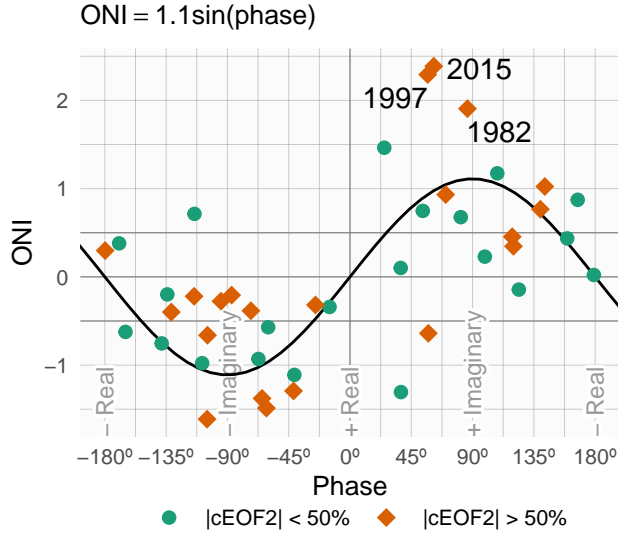 ONI = 1.1sin(phase)
2015
1997
1982
ONI
2
1
0
−1
− Real
− Imaginary
+ Real
+ Imaginary
− Real
−180º −135º −90º −45º 0º 45º 90º 135º 180º
Phase
|cEOF2| < 50% |cEOF2| > 50%